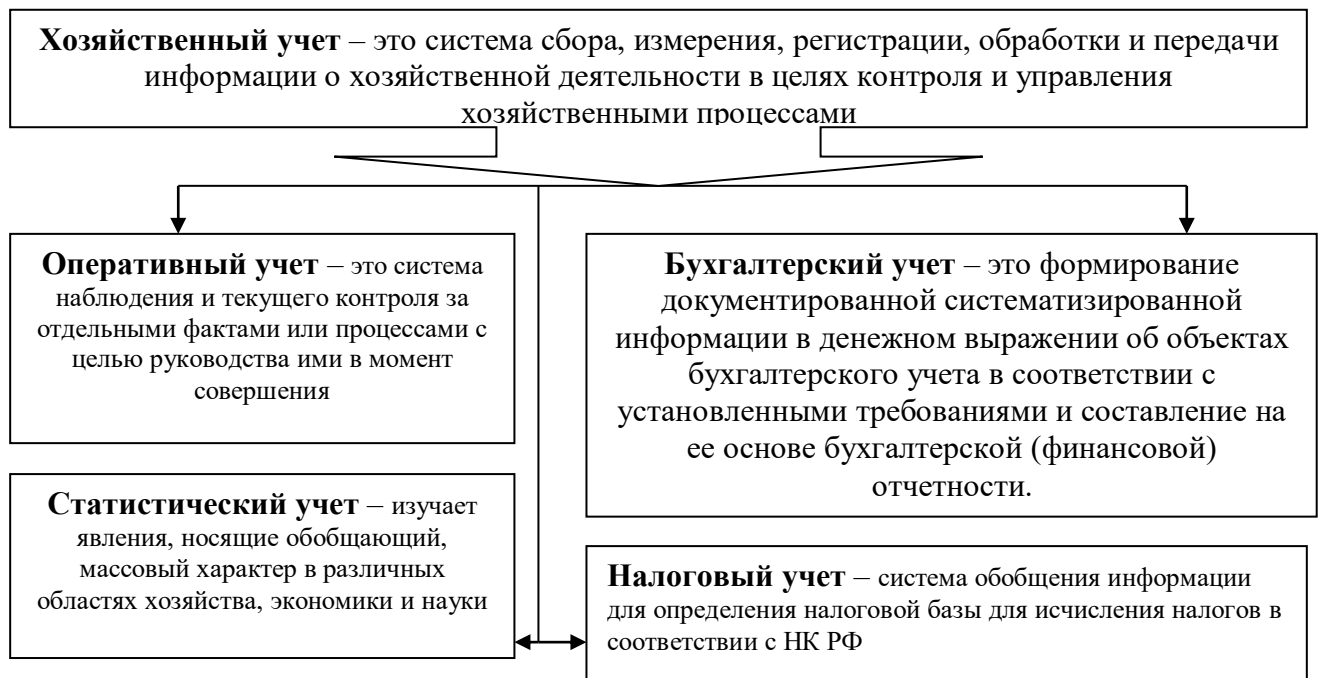 Хозяйственный учет – это система сбора, измерения, регистрации, обработки и передачи
информации о хозяйственной деятельности в целях контроля и управления
хозяйственными процессами
Оперативный учет – это система
наблюдения и текущего контроля за
отдельными фактами или процессами с
целью руководства ими в момент
совершения
Бухгалтерский учет – это формирование
документированной систематизированной
информации в денежном выражении об объектах
бухгалтерского учета в соответствии с
установленными требованиями и составление на
ее основе бухгалтерской (финансовой)
отчетности.
Статистический учет – изучает
явления, носящие обобщающий,
массовый характер в различных
областях хозяйства, экономики и науки
Налоговый учет – система обобщения информации
для определения налоговой базы для исчисления налогов в
соответствии с НК РФ